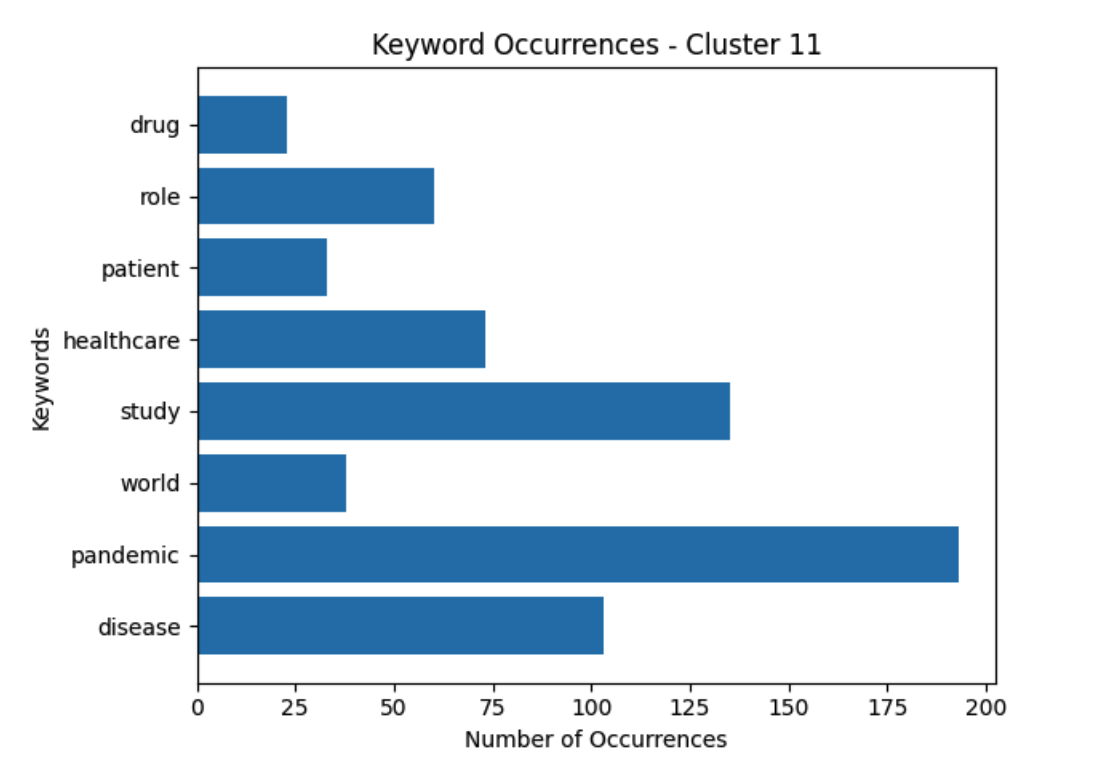 Keyword Occurrences - Cluster 11
drug
role
patient
healthcare
study
world
pandemic
disease
Keywords
0 25 50 75 100 125 150 175 200
Number of Occurrences